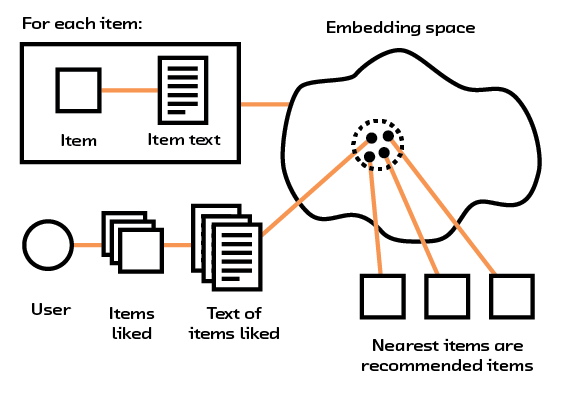 For each item:
Embedding space
Item
Item text
User
Items
liked
Text of
items liked
Nearest items are
recommended items